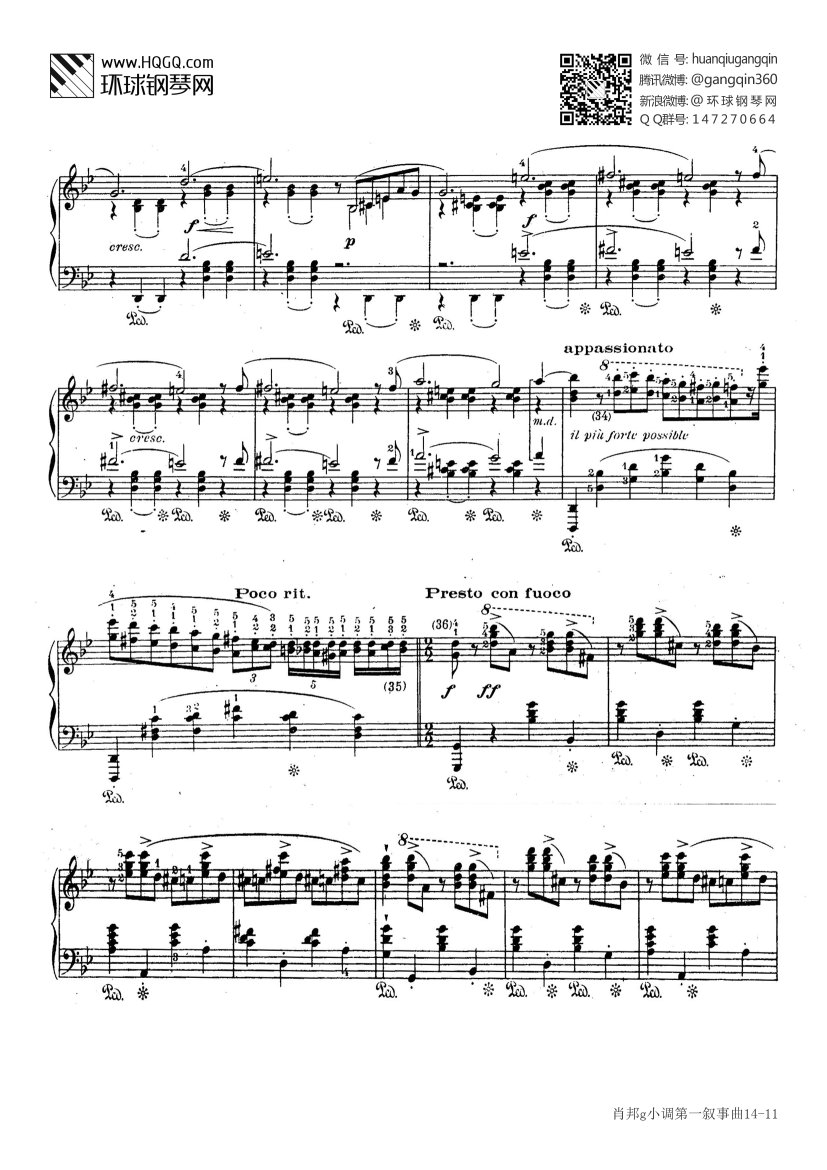 www.HQGQ.com
环球钢琴网
微信号: huanqiugangqin
腾讯微博: @gangqin360
新浪微博: @环球钢琴网
QQ群号: 147270664
cresc.
f
p
f
appassionato
cresc.
m.d.
(34)
il più forte possible
Poco rit.
Presto con fuoco
(36)
(35)
f
ff
肖邦g小调第一叙事曲14-11